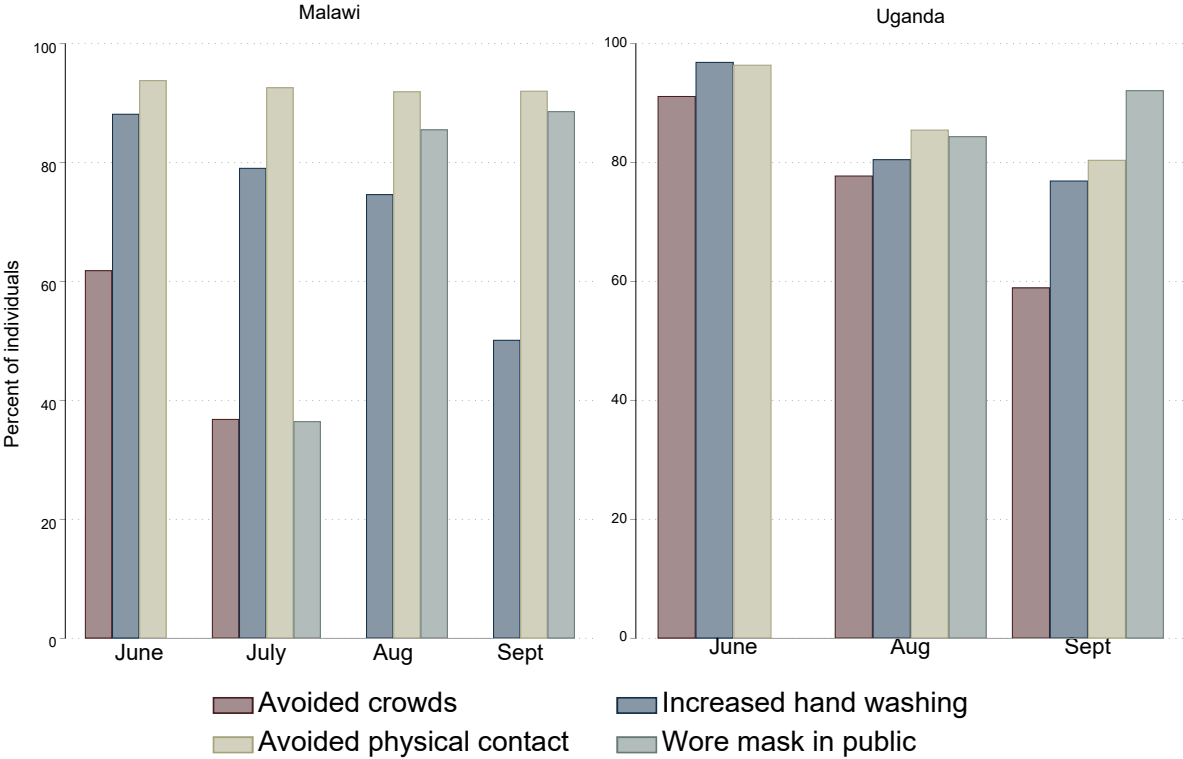 Malawi
Uganda
Percent of individuals
100
80
60
40
20
0
June
July
Aug
Sept
100
80
60
40
20
0
June
Aug
Sept
Avoided crowds
Increased hand washing
Avoided physical contact
Wore mask in public